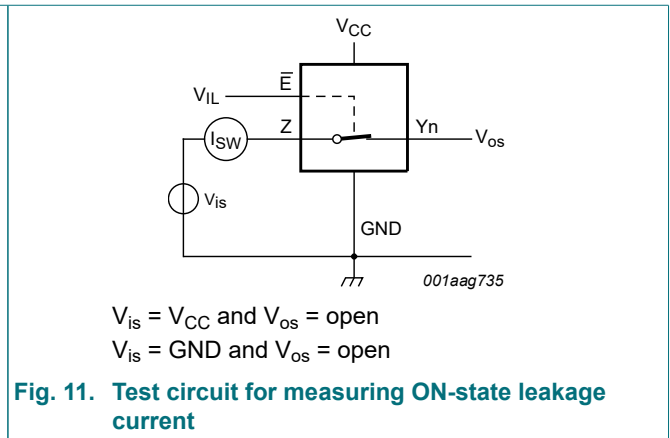 VCC
E̅
VIL
ISW
Z
Yn
Vos
Vis
GND
001aag735
Vis = VCC and Vos = open
Vis = GND and Vos = open
Fig. 11. Test circuit for measuring ON-state leakage
current